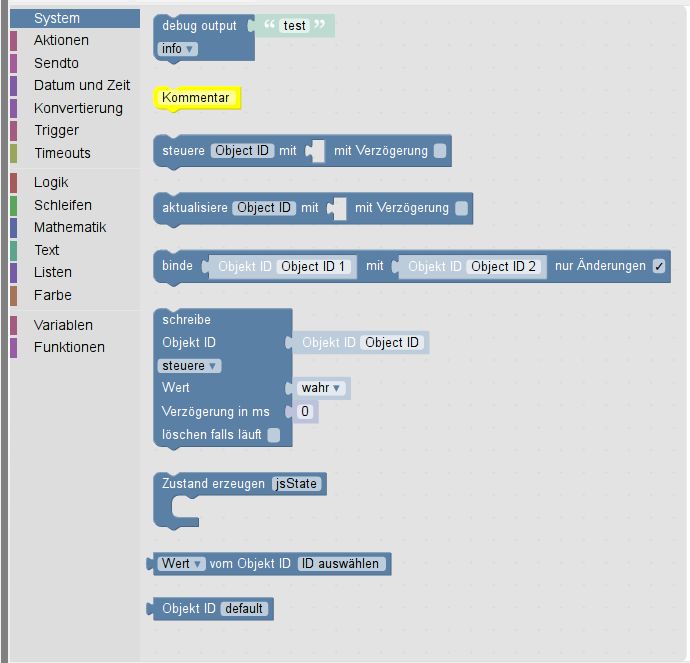 System
Aktionen
Sendto
Datum und Zeit
Konvertierung
Trigger
Timeouts
Logik
Schleifen
Mathematik
Text
Listen
Farbe
Variablen
Funktionen
debug output “ test ”
info
Kommentar
steuere Object ID mit mit Verzögerung
aktualisiere Object ID mit mit Verzögerung
binde Objekt ID Object ID 1 mit Objekt ID Object ID 2 nur Änderungen
schreibe
Objekt ID Objekt ID Object ID
steuere
Wert wahr
Verzögerung in ms 0
löschen falls läuft
Zustand erzeugen jsState
Wert vom Objekt ID ID auswählen
Objekt ID default